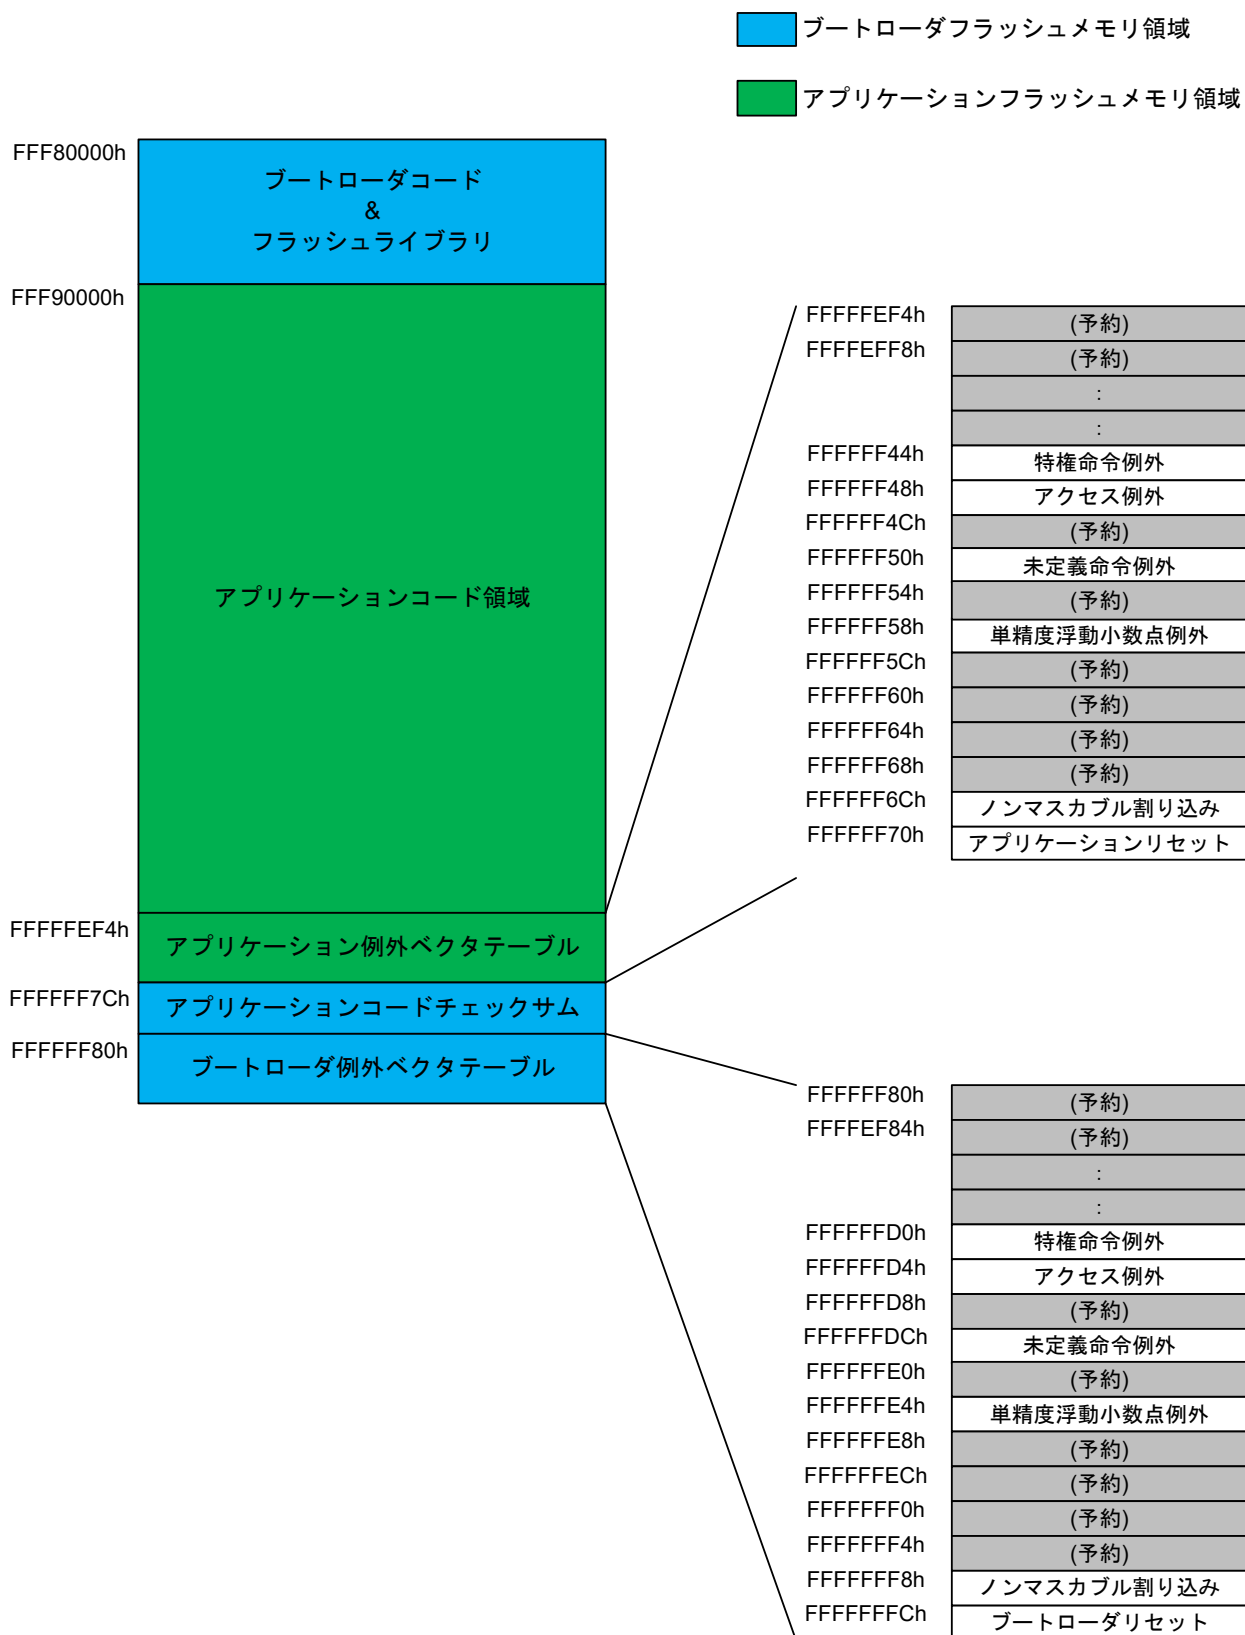 ブートローダフラッシュメモリ領域
アプリケーションフラッシュメモリ領域
FFF80000h
ブートローダコード
&
フラッシュライブラリ
FFF90000h
アプリケーションコード領域
FFFFFEF4h
アプリケーション例外ベクタテーブル
FFFFFF7Ch
アプリケーションコードチェックサム
FFFFFF80h
ブートローダ例外ベクタテーブル
FFFFFEF4h (予約)
FFFFEFF8h (予約)
:
:
FFFFFF44h 特権命令例外
FFFFFF48h アクセス例外
FFFFFF4Ch (予約)
FFFFFF50h 未定義命令例外
FFFFFF54h (予約)
FFFFFF58h 単精度浮動小数点例外
FFFFFF5Ch (予約)
FFFFFF60h (予約)
FFFFFF64h (予約)
FFFFFF68h (予約)
FFFFFF6Ch ノンマスカブル割り込み
FFFFFF70h アプリケーションリセット
FFFFFF80h (予約)
FFFFEF84h (予約)
:
:
FFFFFFD0h 特権命令例外
FFFFFFD4h アクセス例外
FFFFFFD8h (予約)
FFFFFFDCh 未定義命令例外
FFFFFFE0h (予約)
FFFFFFE4h 単精度浮動小数点例外
FFFFFFE8h (予約)
FFFFFFECh (予約)
FFFFFFF0h (予約)
FFFFFFF4h (予約)
FFFFFFF8h ノンマスカブル割り込み
FFFFFFFCh ブートローダリセット